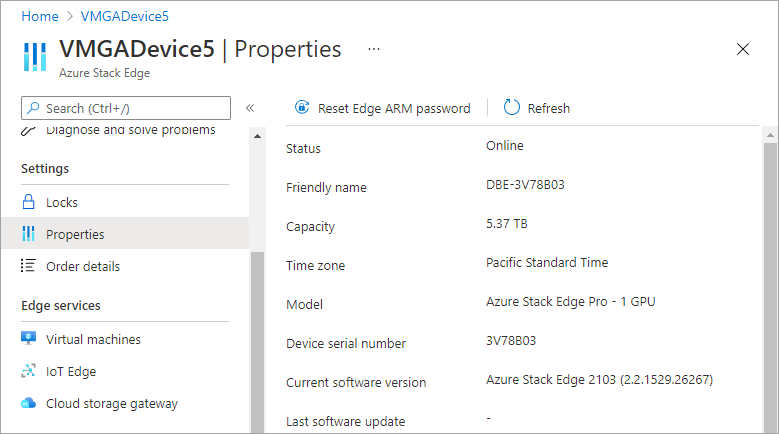 Home > VMGADevice5
VMGADevice5 | Properties ...
Azure Stack Edge
Search (Ctrl+/) «
Reset Edge ARM password
Refresh
Diagnose and solve problems
Settings
Locks
Properties
Order details
Edge services
Virtual machines
IoT Edge
Cloud storage gateway
Status Online
Friendly name DBE-3V78B03
Capacity 5.37 TB
Time zone Pacific Standard Time
Model Azure Stack Edge Pro - 1 GPU
Device serial number 3V78B03
Current software version Azure Stack Edge 2103 (2.2.1529.26267)
Last software update -